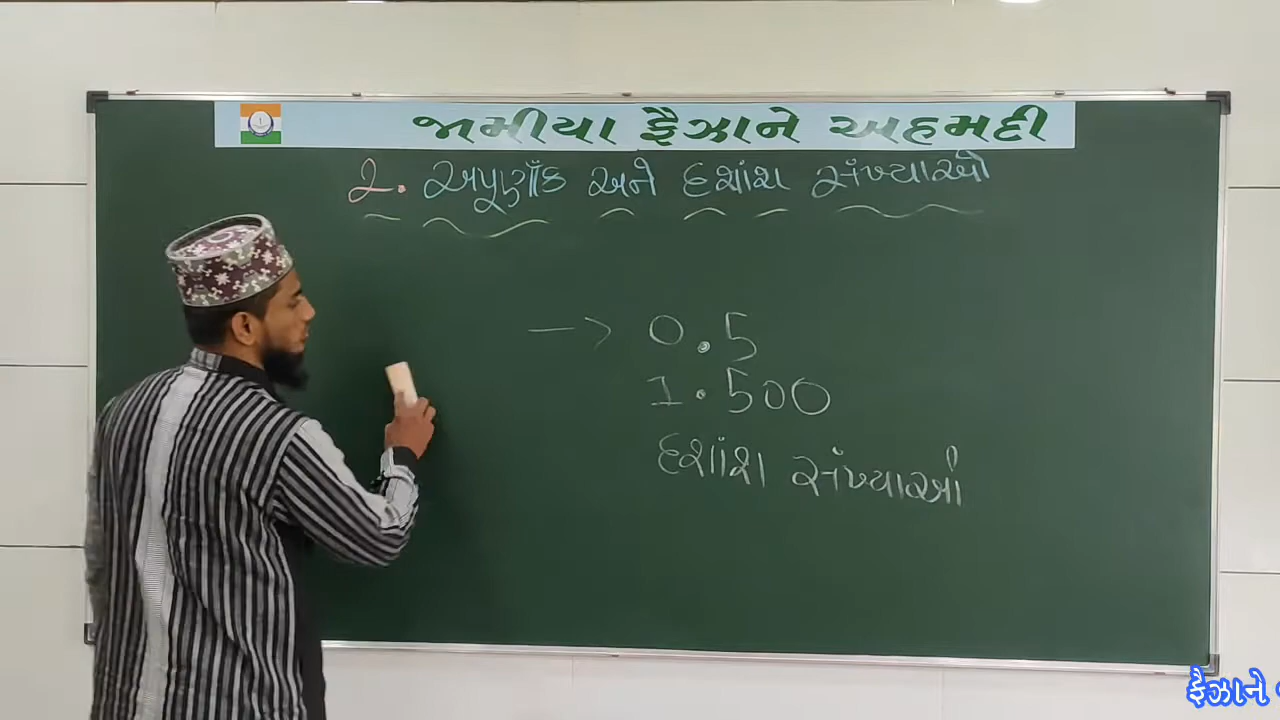 જામીયા ફૈઝાને અહમદી
2. અપૂર્ણાંક અને દશાંશ સંખ્યાઓ
→ 0.5
1.500
દશાંશ સંખ્યાઓ
ફૈઝાને